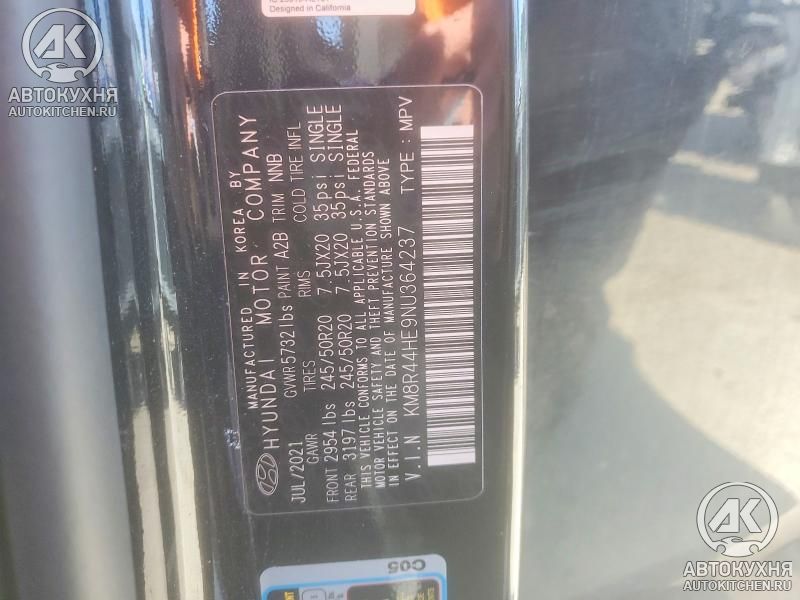 Designed in California
АК
АВТОКУХНЯ
AUTOKITCHEN.RU
MANUFACTURED IN KOREA BY
HYUNDAI MOTOR COMPANY
JUL/2021 GVWR 5732 lbs PAINT A2B TRIM NNB
GAWR TIRES RIMS COLD TIRE INFL
FRONT 2954 lbs 245/50R20 7.5JX20 35psi SINGLE
REAR 3197 lbs 245/50R20 7.5JX20 35psi SINGLE
THIS VEHICLE CONFORMS TO ALL APPLICABLE U.S.A. FEDERAL
MOTOR VEHICLE SAFETY AND THEFT PREVENTION STANDARDS
IN EFFECT ON THE DATE OF MANUFACTURE SHOWN ABOVE
V.I.N KM8R44HE9NU364237 TYPE : MPV
C05
АК
АВТОКУХНЯ
AUTOKITCHEN.RU